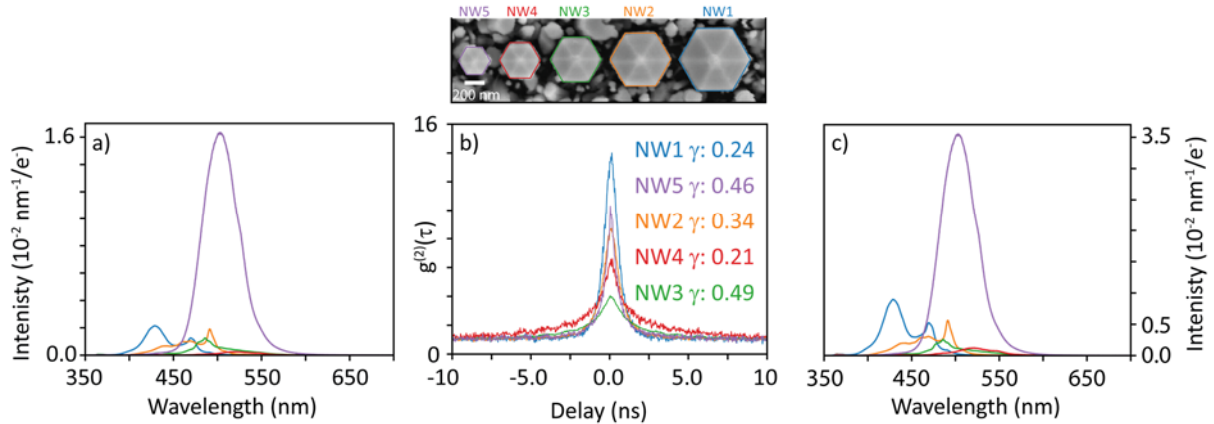 NW5 NW4 NW3 NW2 NW1
200 nm
a)
1.6
0.0
Intenisty (10⁻² nm⁻¹/e⁻)
350 450 550 650
Wavelength (nm)
b)
16
0
g⁽²⁾(τ)
NW1 γ: 0.24
NW5 γ: 0.46
NW2 γ: 0.34
NW4 γ: 0.21
NW3 γ: 0.49
-10 -5.0 0.0 5.0 10
Delay (ns)
c)
3.5
0.5
0.0
Intenisty (10⁻² nm⁻¹/e⁻)
350 450 550 650
Wavelength (nm)